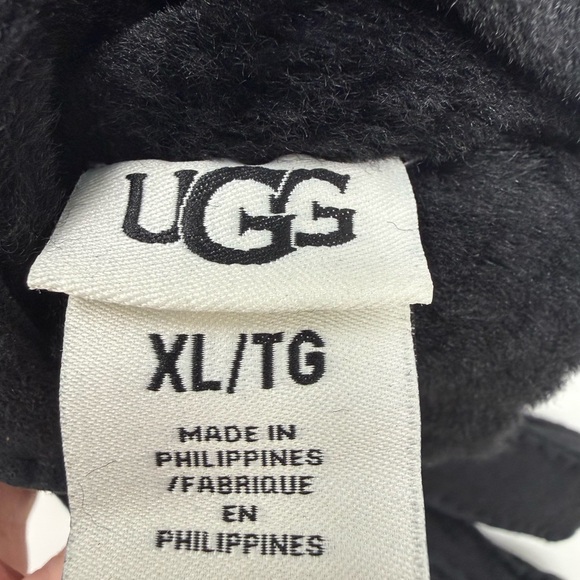 UGG
XL/TG
MADE IN
PHILIPPINES
/FABRIQUE
EN
PHILIPPINES